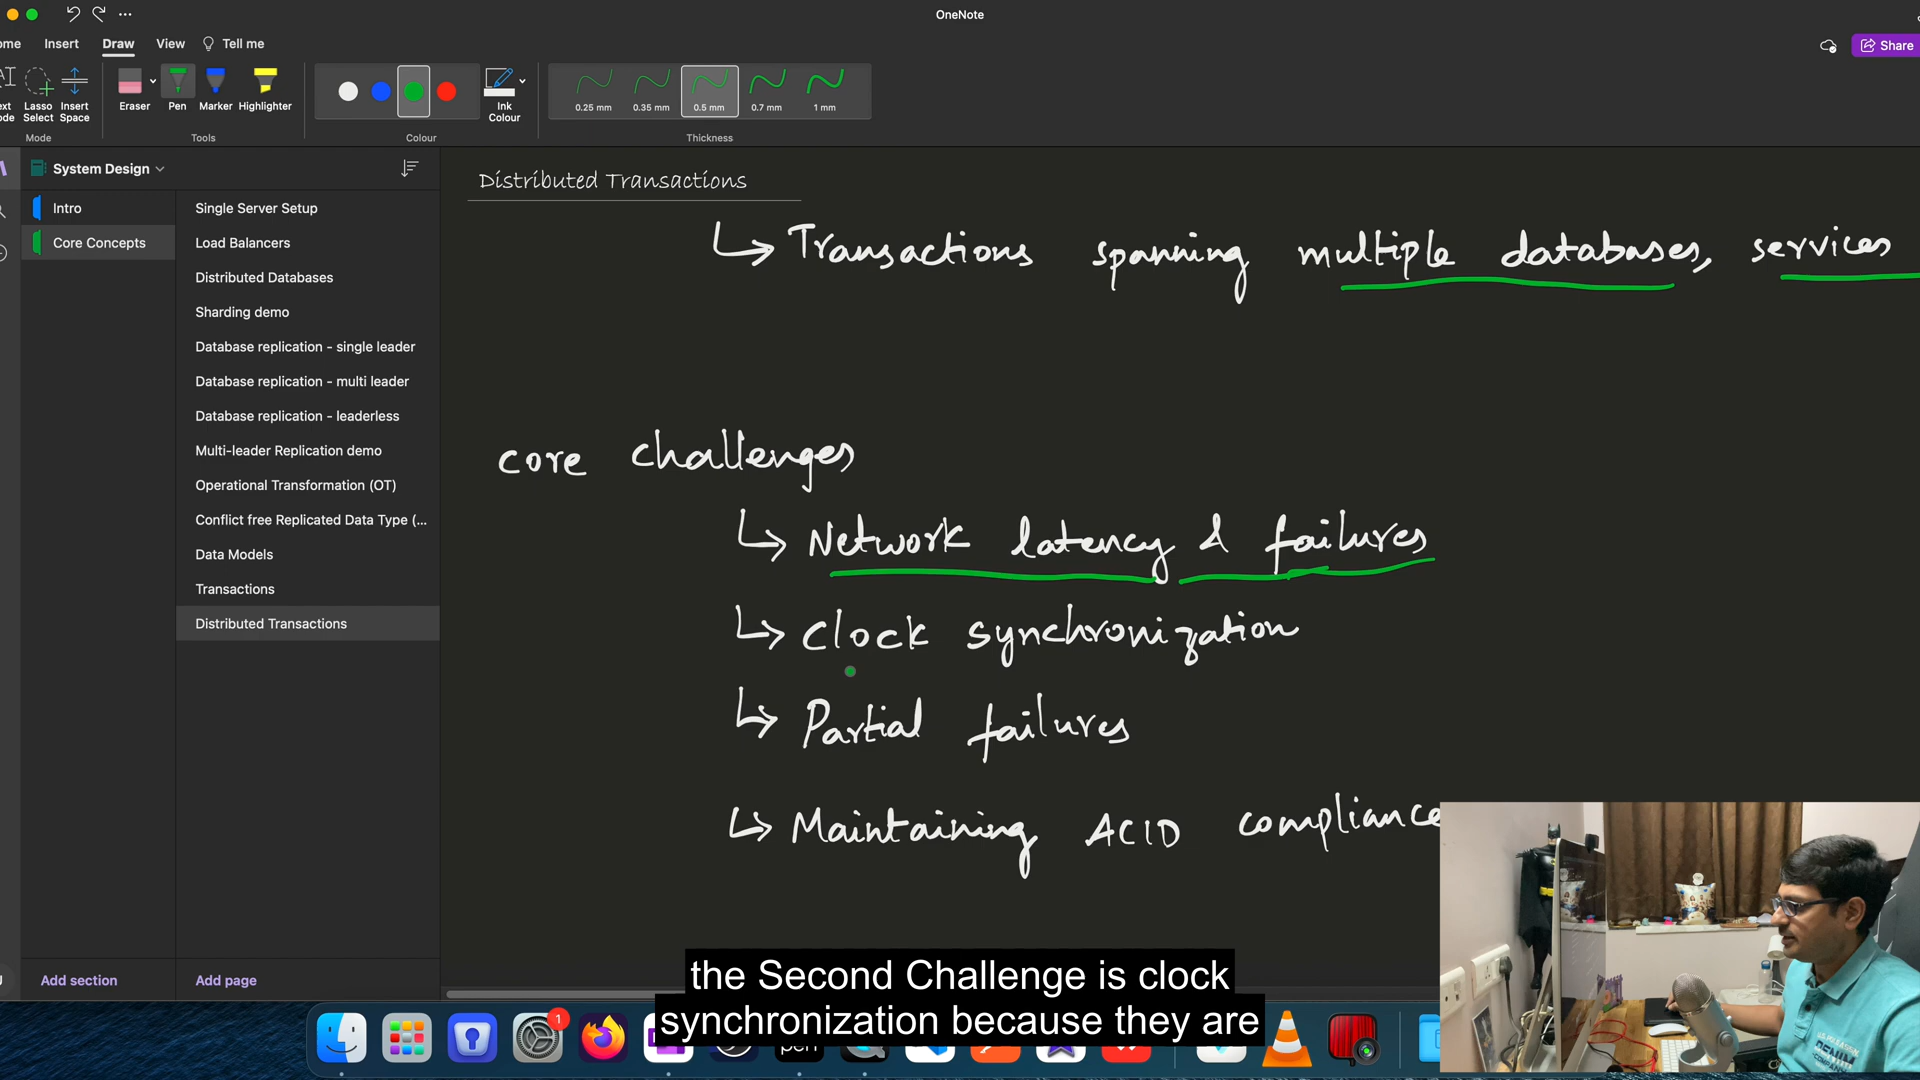 OneNote
ome Insert Draw View Tell me
Share
Eraser Pen Marker Highlighter
Lasso Select
Insert Space
Mode
Tools
Ink Colour
Colour
0.25 mm 0.35 mm 0.5 mm 0.7 mm 1 mm
Thickness
System Design
Intro
Core Concepts
Single Server Setup
Load Balancers
Distributed Databases
Sharding demo
Database replication - single leader
Database replication - multi leader
Database replication - leaderless
Multi-leader Replication demo
Operational Transformation (OT)
Conflict free Replicated Data Type (...
Data Models
Transactions
Distributed Transactions
Add section
Add page
Distributed Transactions
Transactions spanning multiple databases, services
core challenges
Network latency & failures
Clock synchronization
Partial failures
Maintaining ACID compliance
the Second Challenge is clock
synchronization because they are
1
pen
DENIM